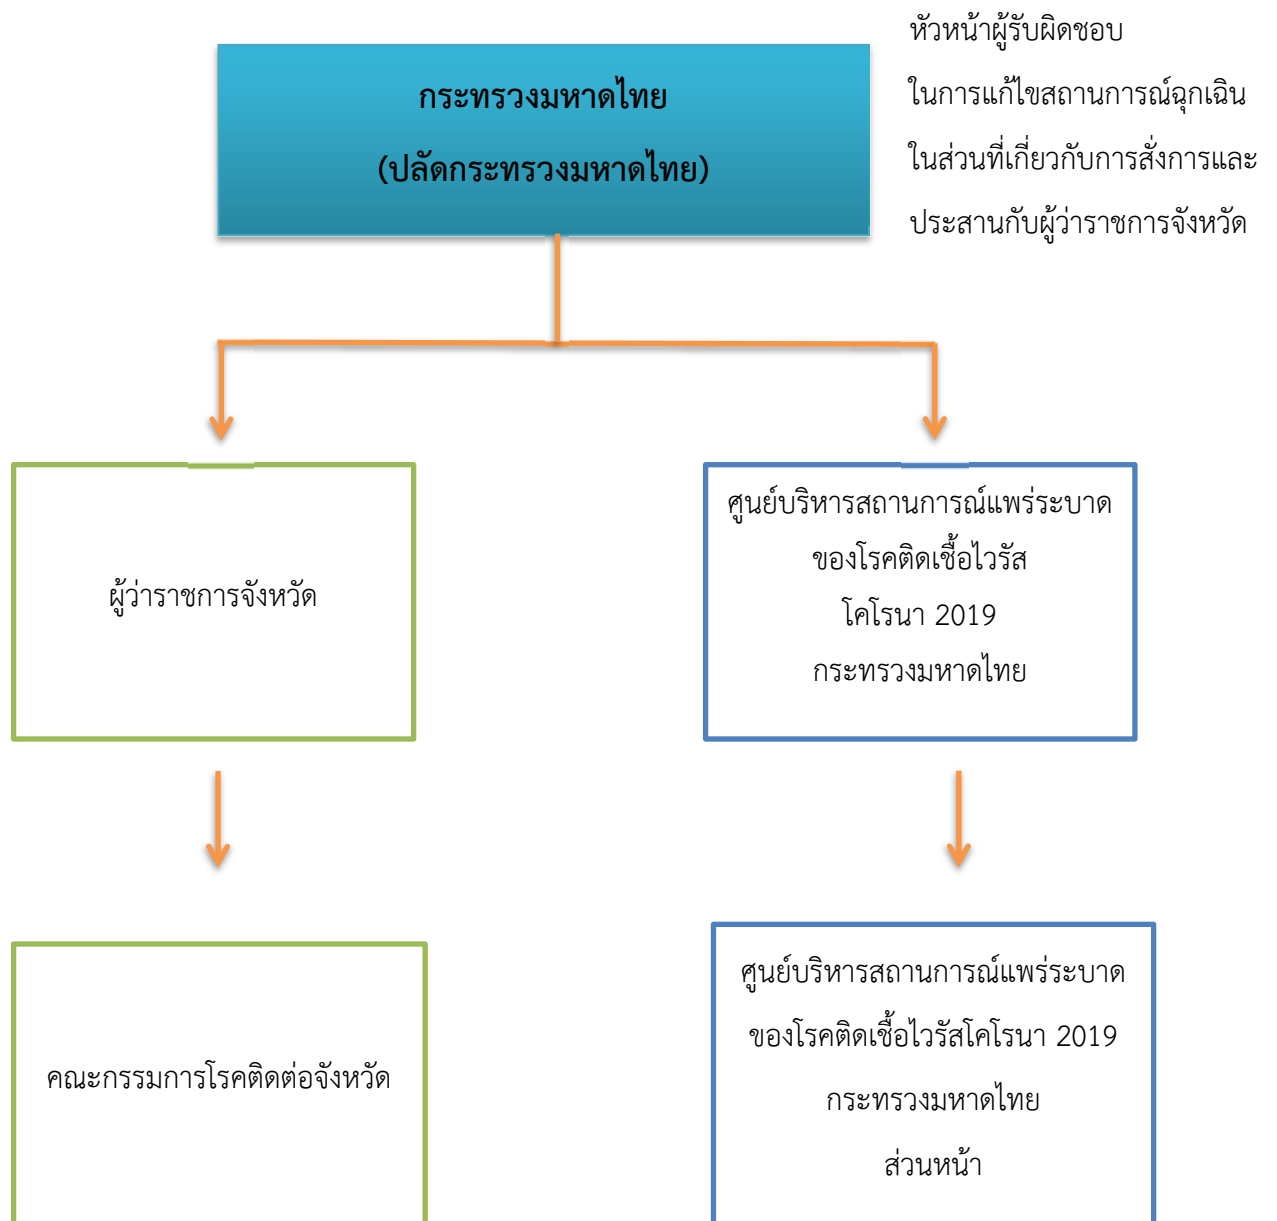 กระทรวงมหาดไทย
(ปลัดกระทรวงมหาดไทย)
หัวหน้าผู้รับผิดชอบ
ในการแก้ไขสถานการณ์ฉุกเฉิน
ในส่วนที่เกี่ยวกับการสั่งการและ
ประสานกับผู้ว่าราชการจังหวัด
ผู้ว่าราชการจังหวัด
ศูนย์บริหารสถานการณ์แพร่ระบาด
ของโรคติดเชื้อไวรัส
โคโรนา 2019
กระทรวงมหาดไทย
คณะกรรมการโรคติดต่อจังหวัด
ศูนย์บริหารสถานการณ์แพร่ระบาด
ของโรคติดเชื้อไวรัสโคโรนา 2019
กระทรวงมหาดไทย
ส่วนหน้า